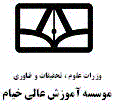 وزارت علوم ، تحقیقات و فناوری
موسسه آموزش عالی خیام